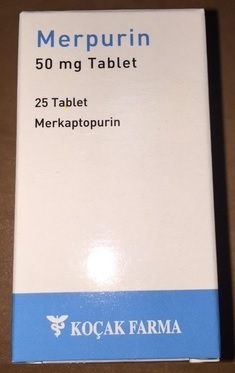 Merpurin
50 mg Tablet
25 Tablet
Merkaptopurin
KOÇAK FARMA